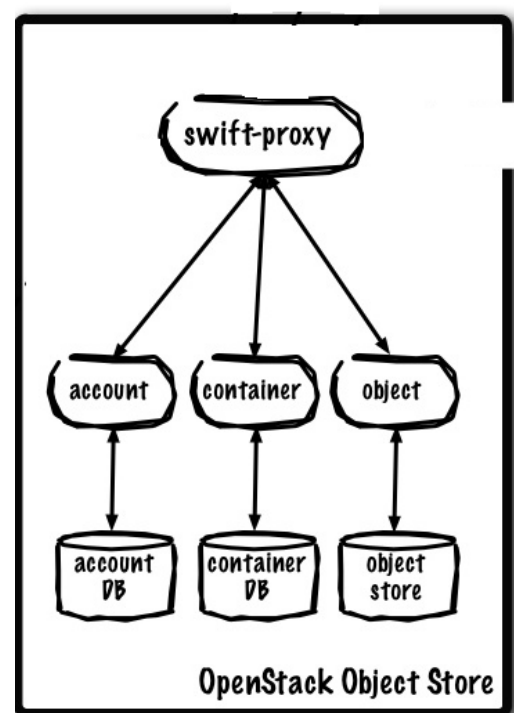 swift-proxy
account
container
object
account
DB
container
DB
object
store
OpenStack Object Store